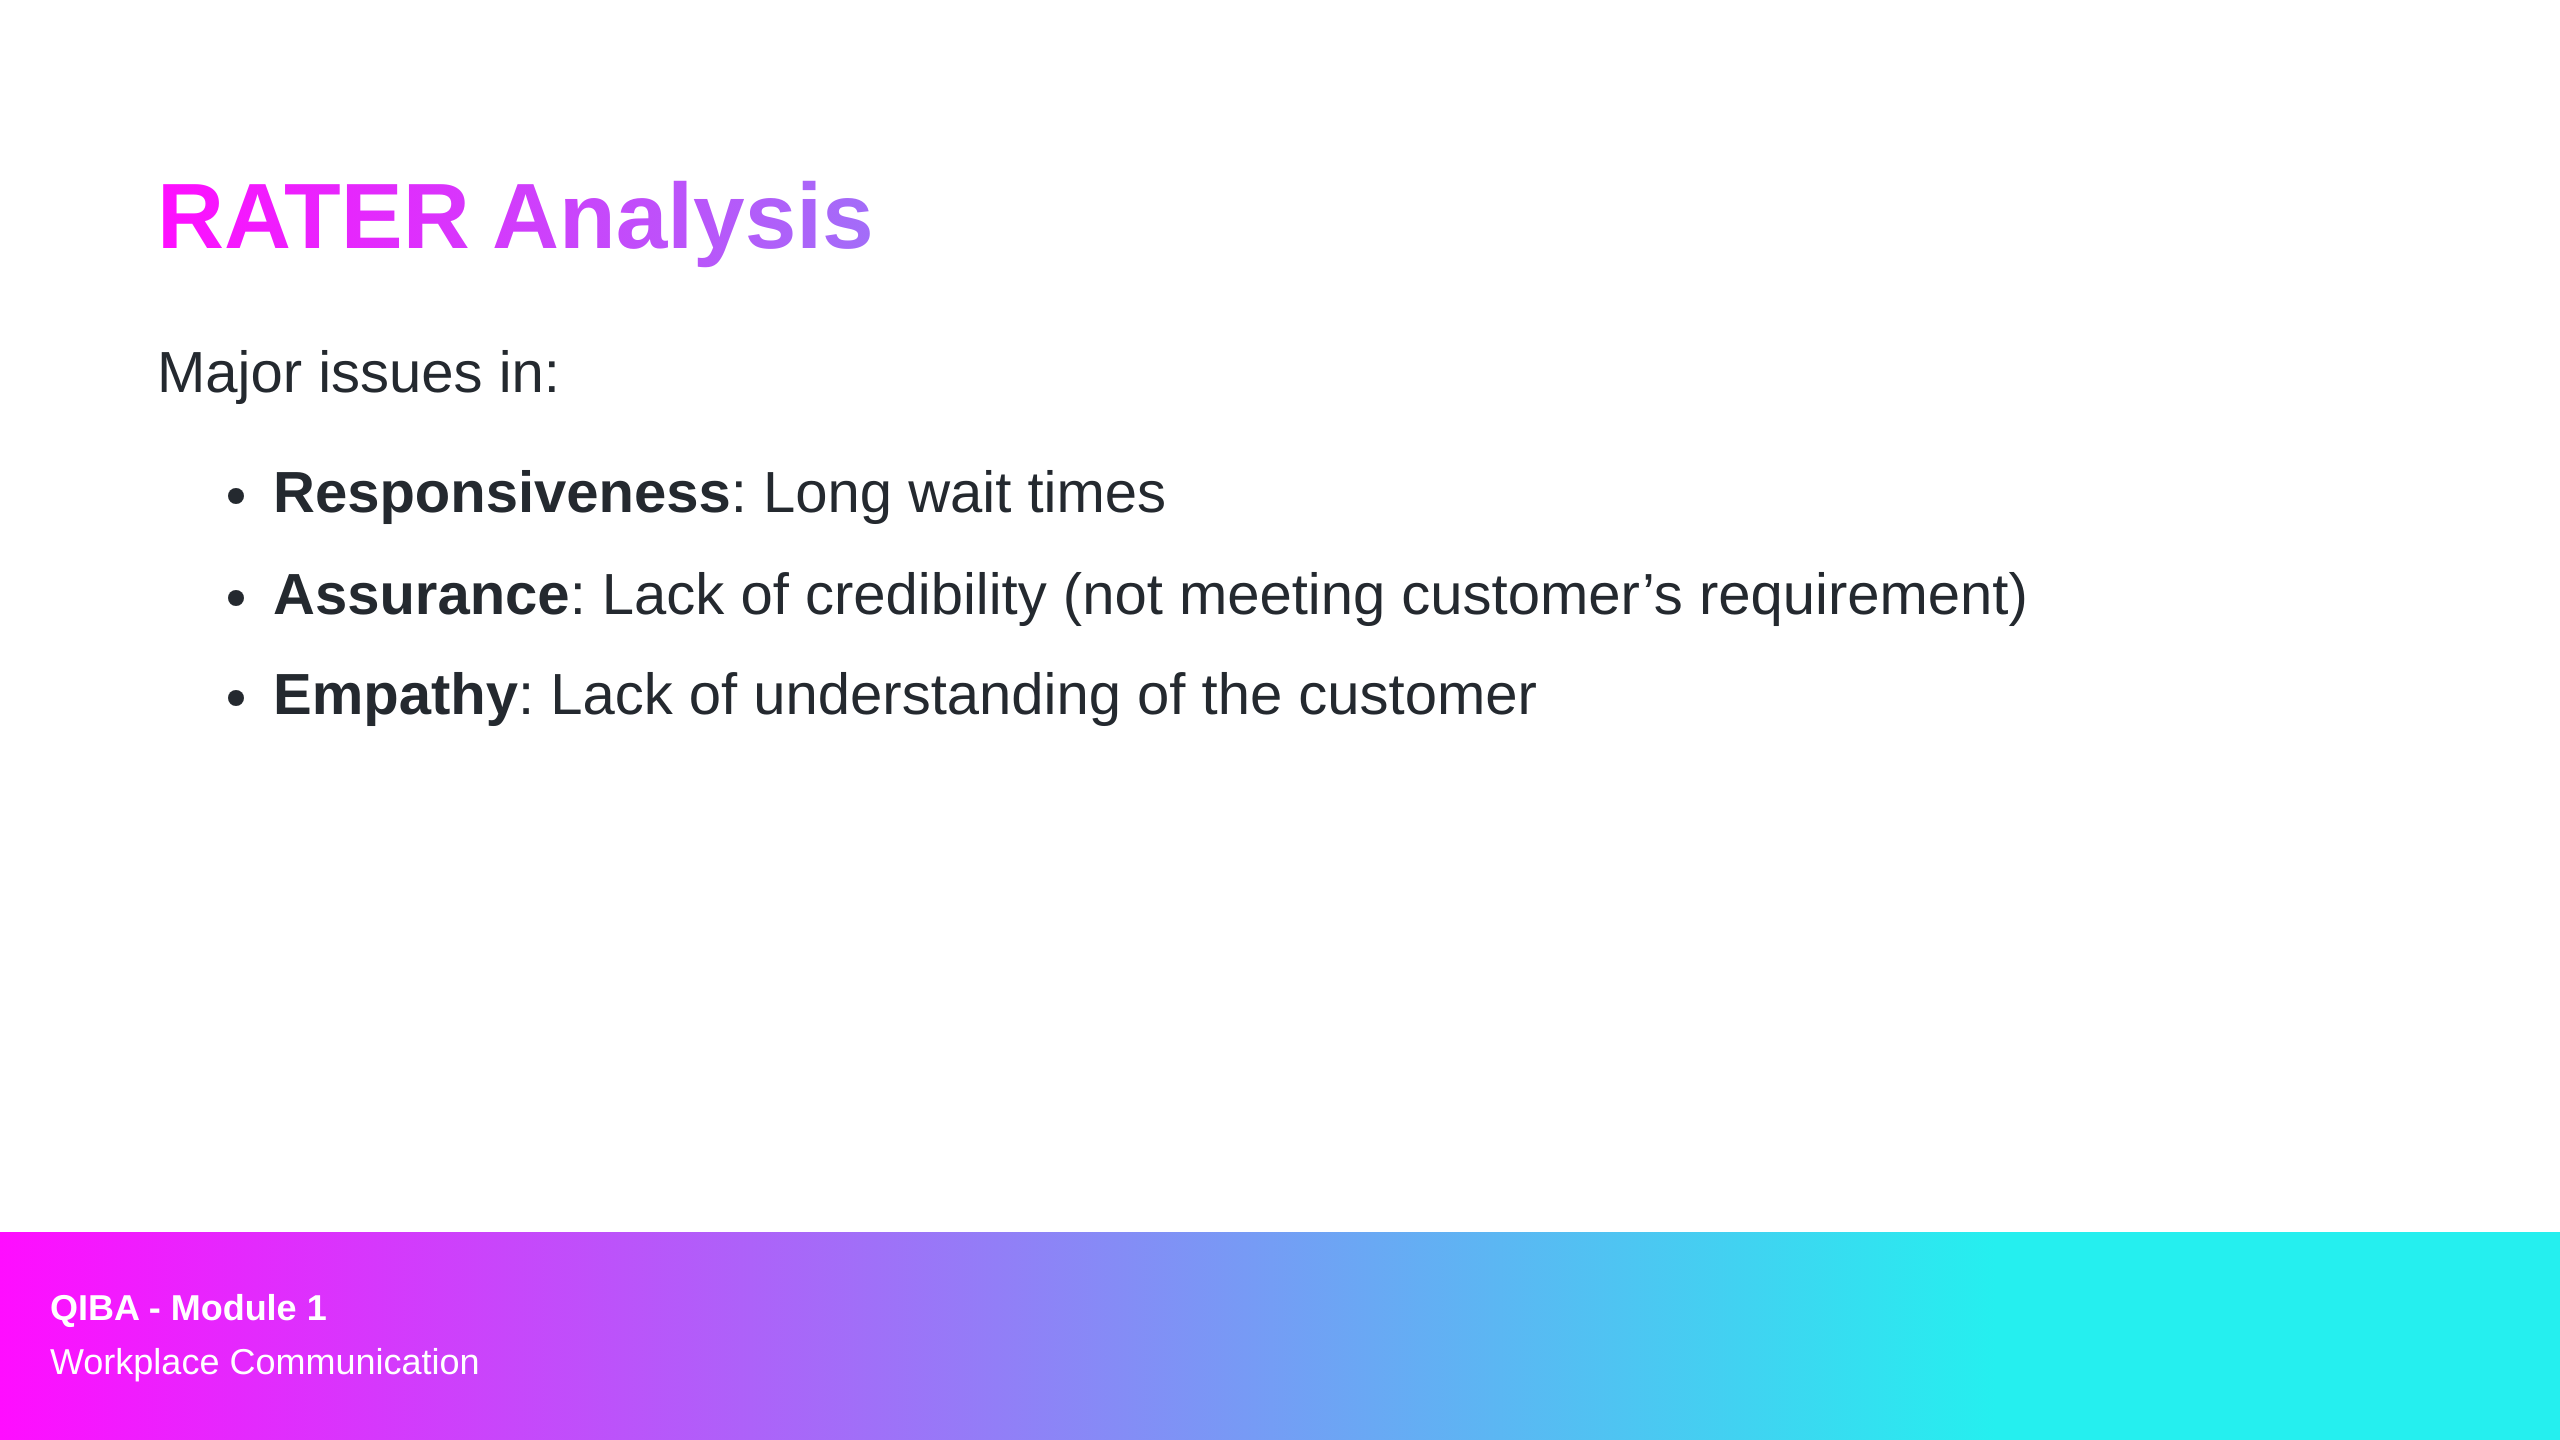 RATER Analysis
Major issues in:
• Responsiveness: Long wait times
• Assurance: Lack of credibility (not meeting customer’s requirement)
• Empathy: Lack of understanding of the customer
QIBA - Module 1
Workplace Communication